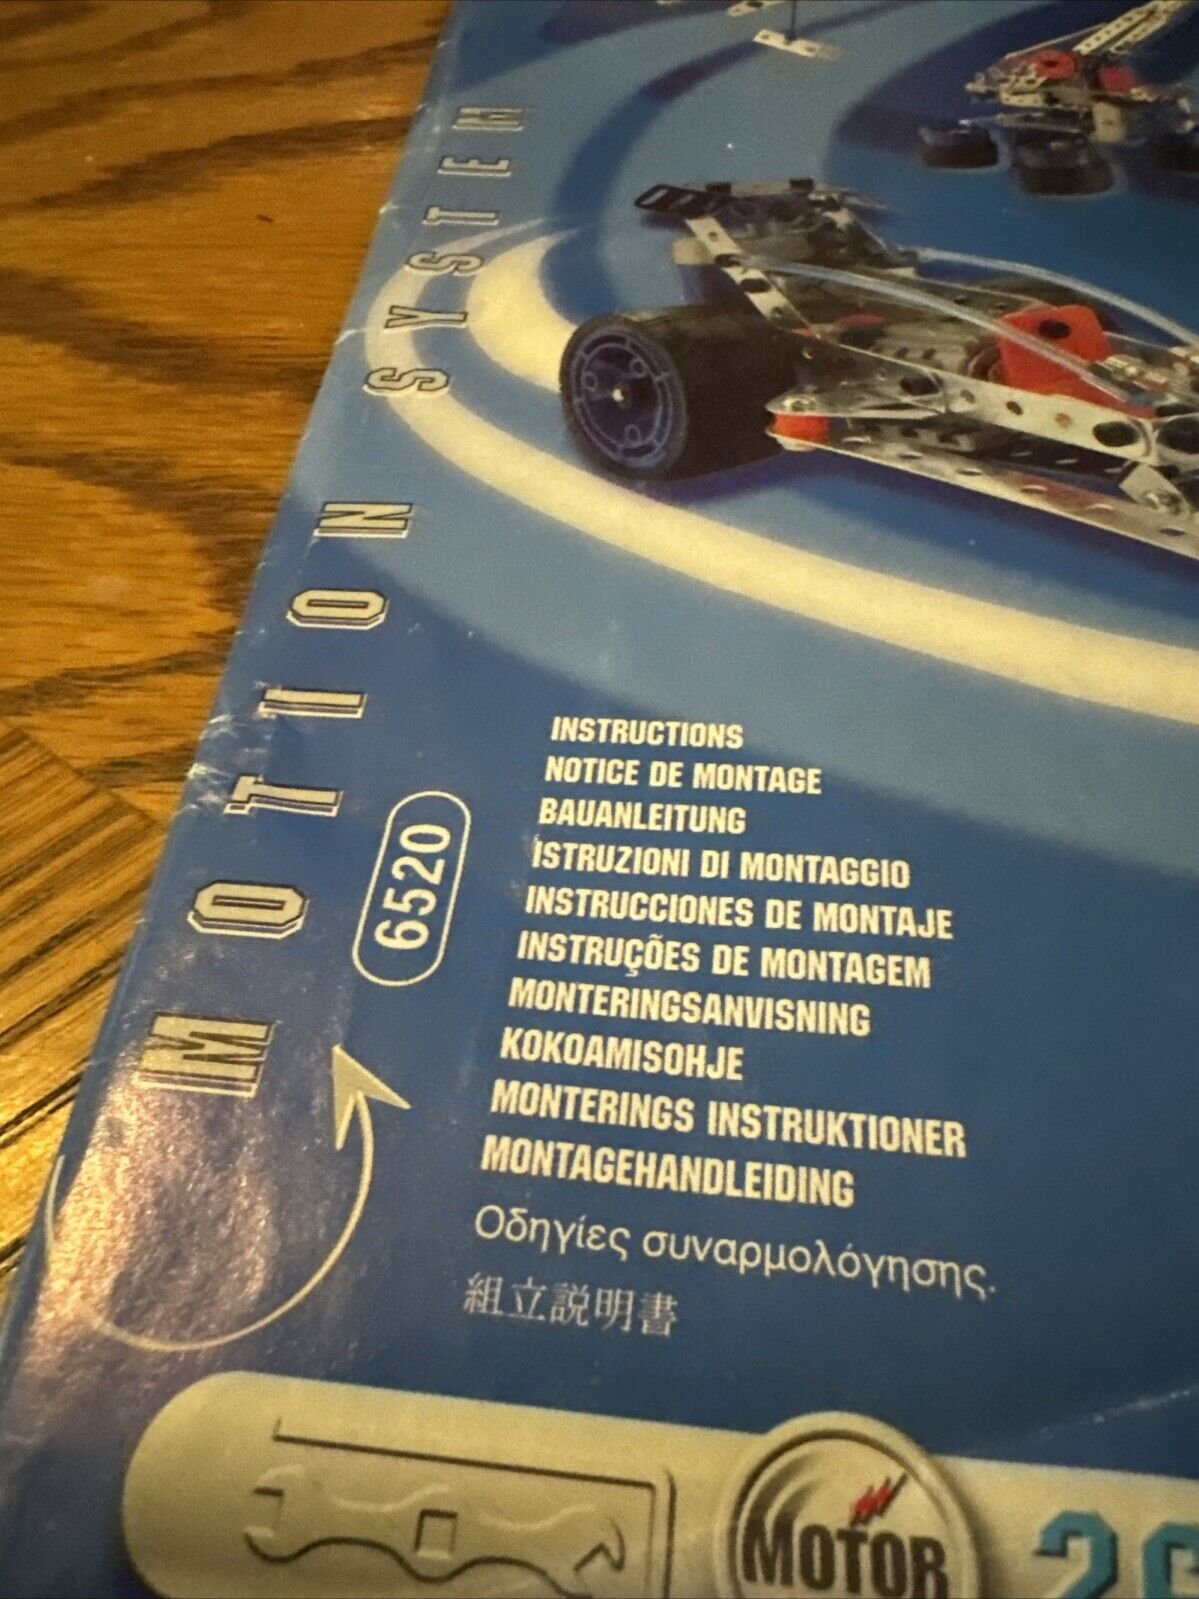 MOTION SYSTEM
6520
INSTRUCTIONS
NOTICE DE MONTAGE
BAUANLEITUNG
ISTRUZIONI DI MONTAGGIO
INSTRUCCIONES DE MONTAJE
INSTRUÇÕES DE MONTAGEM
MONTERINGSANVISNING
KOKOAMISOHJE
MONTERINGS INSTRUKTIONER
MONTAGEHANDLEIDING
Οδηγίες συναρμολόγησης.
組立説明書
MOTOR